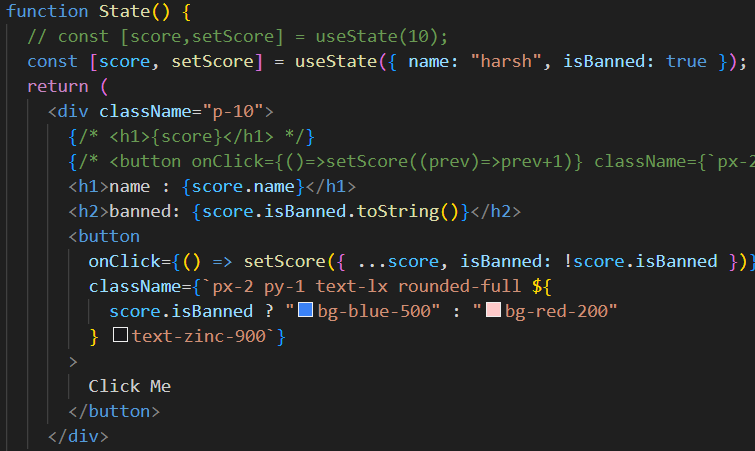 function State() {
// const [score,setScore] = useState(10);
const [score, setScore] = useState({ name: "harsh", isBanned: true });
return (
<div className="p-10">
{/* <h1>{score}</h1> */}
{/* <button onClick={()=>setScore((prev)=>prev+1)} className={`px-2
<h1>name : {score.name}</h1>
<h2>banned: {score.isBanned.toString()}</h2>
<button
onClick={() => setScore({ ...score, isBanned: !score.isBanned })}
className={`px-2 py-1 text-lx rounded-full ${
score.isBanned ? "bg-blue-500" : "bg-red-200"
} text-zinc-900`}
>
Click Me
</button>
</div>